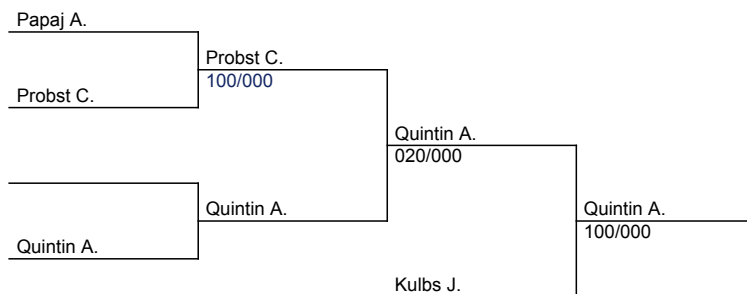 Papaj A.
Probst C.
100/000
Probst C.
Quintin A.
020/000
Quintin A.
Quintin A.
100/000
Quintin A.
Kulbs J.